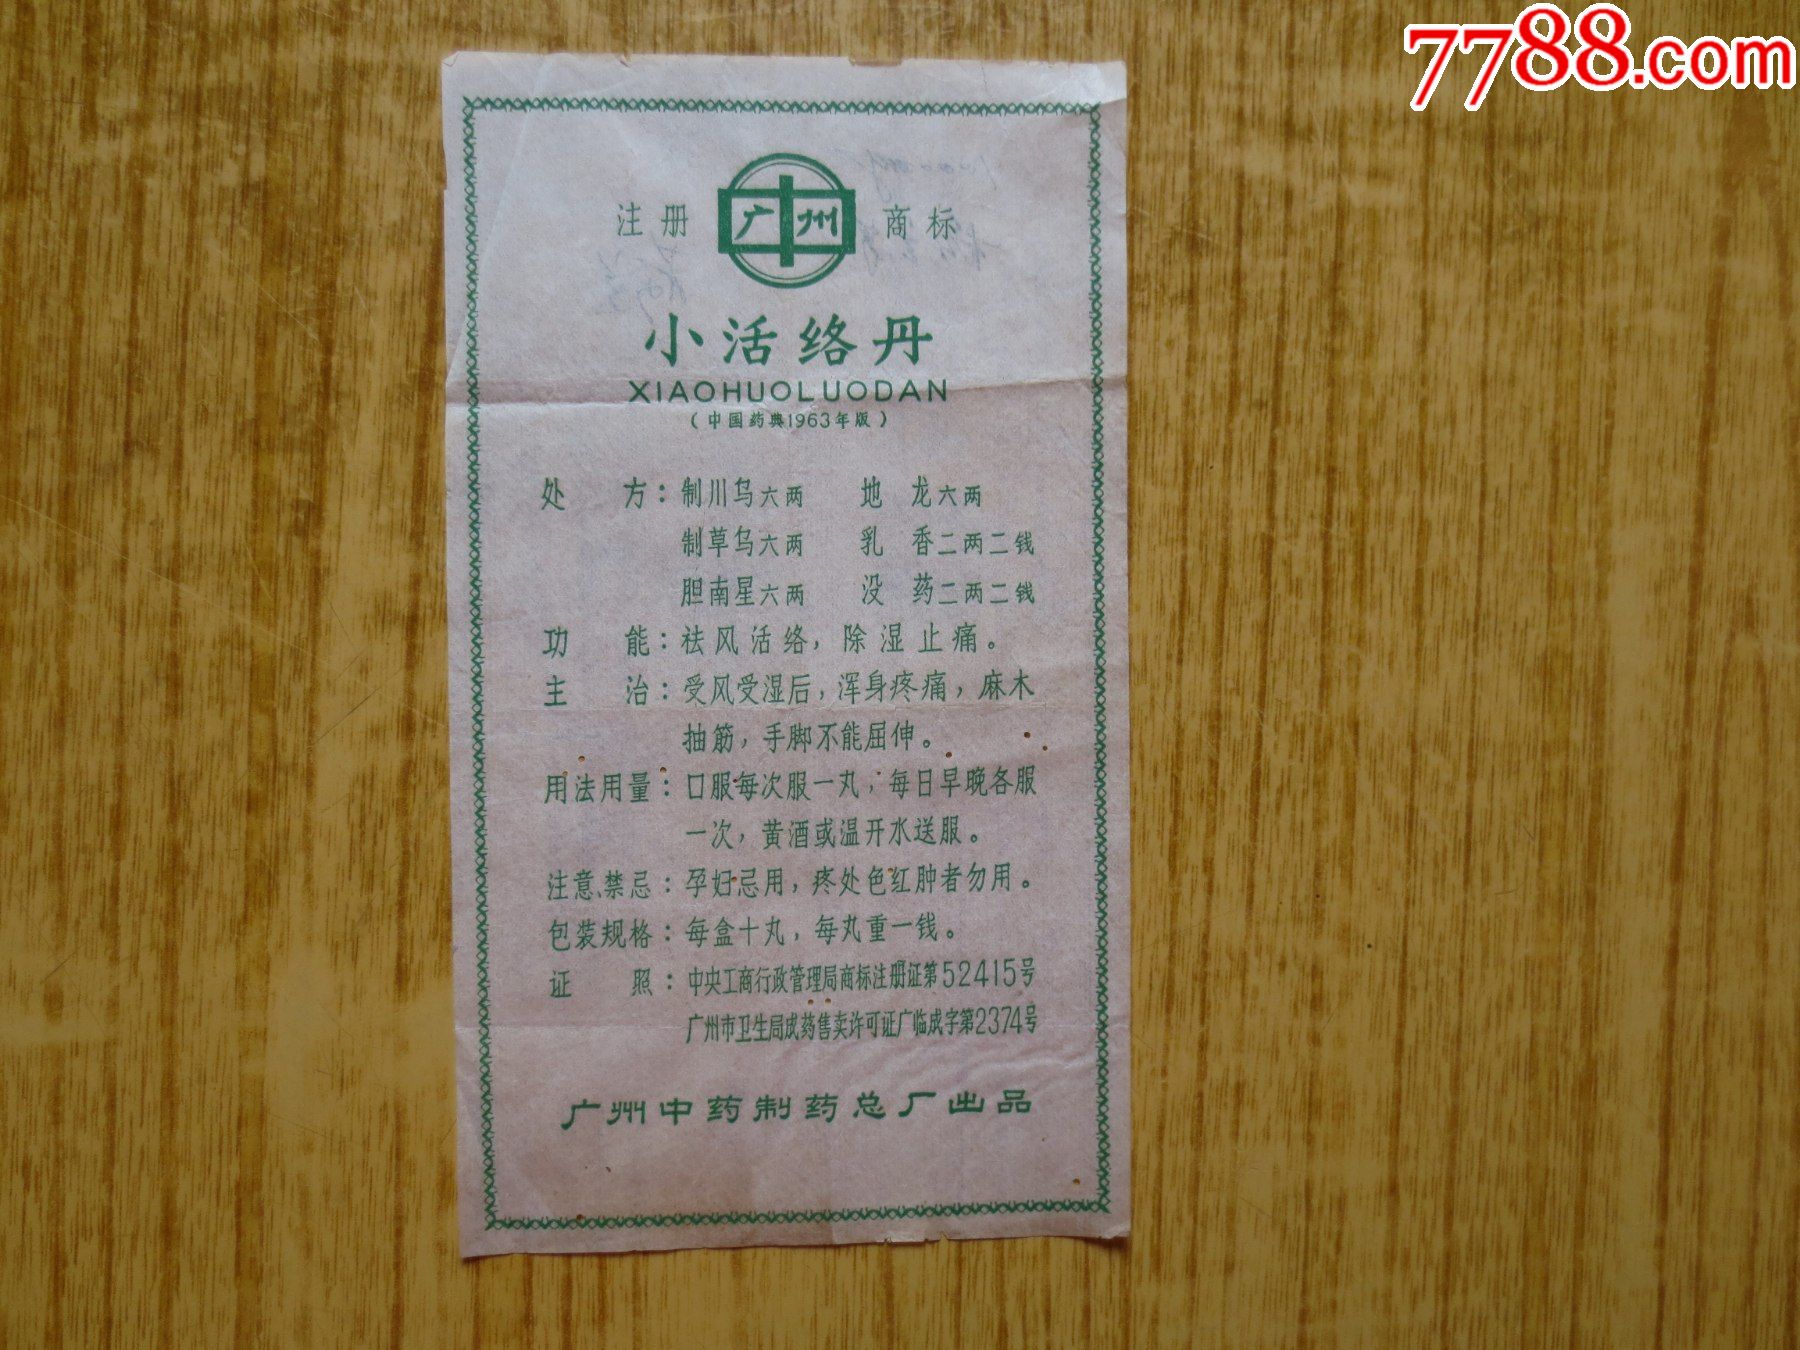 7788.com
注册 广州 商标
小活络丹
XIAOHUOLUODAN
（中国药典1963年版）
处方：制川乌六两 地龙六两
制草乌六两 乳香二两二钱
胆南星六两 没药二两二钱
功能：祛风活络，除湿止痛。
主治：受风受湿后，浑身疼痛，麻木
抽筋，手脚不能屈伸。
用法用量：口服每次服一丸；每日早晚各服
一次，黄酒或温开水送服。
注意、禁忌：孕妇忌用，疼处色红肿者勿用。
包装规格：每盒十丸，每丸重一钱。
证照：中央工商行政管理局商标注册证第52415号
广州市卫生局成药售卖许可证广临成字第2374号
广州中药制药总厂出品